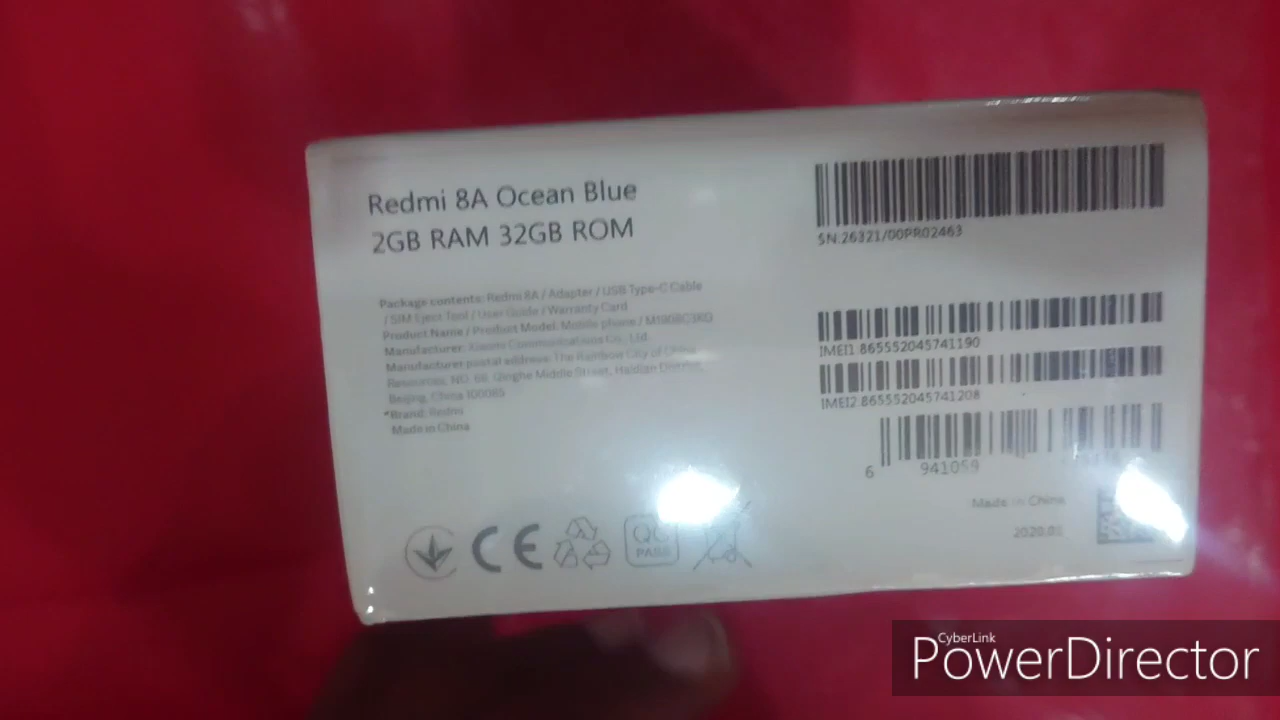 Redmi 8A Ocean Blue
2GB RAM 32GB ROM
Package contents: Redmi 8A / Adapter / USB Type-C Cable
/ SIM Eject Tool / User Guide / Warranty Card
Product Name / Product Model: Mobile phone / M1908C3KG
Manufacturer: Xiaomi Communications Co., Ltd.
Manufacturer postal address: The Rainbow City of China
Resources, NO. 68, Qinghe Middle Street, Haidian District,
Beijing, China 100085
Brand: Redmi
Made in China
CE
QC
PASS
SN:26321/00PR02463
IMEI1 865552045741190
IMEI2 865552045741208
6 941059
Made in China
CyberLink
PowerDirector